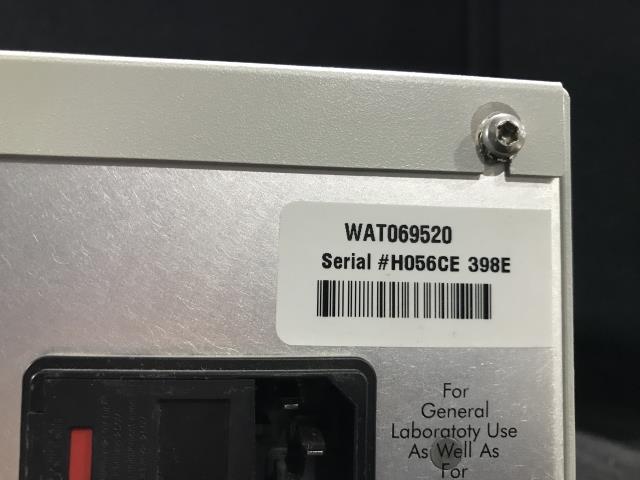 WAT069520
Serial #H056CE 398E
For
General
Laboratoty Use
As Well As
For